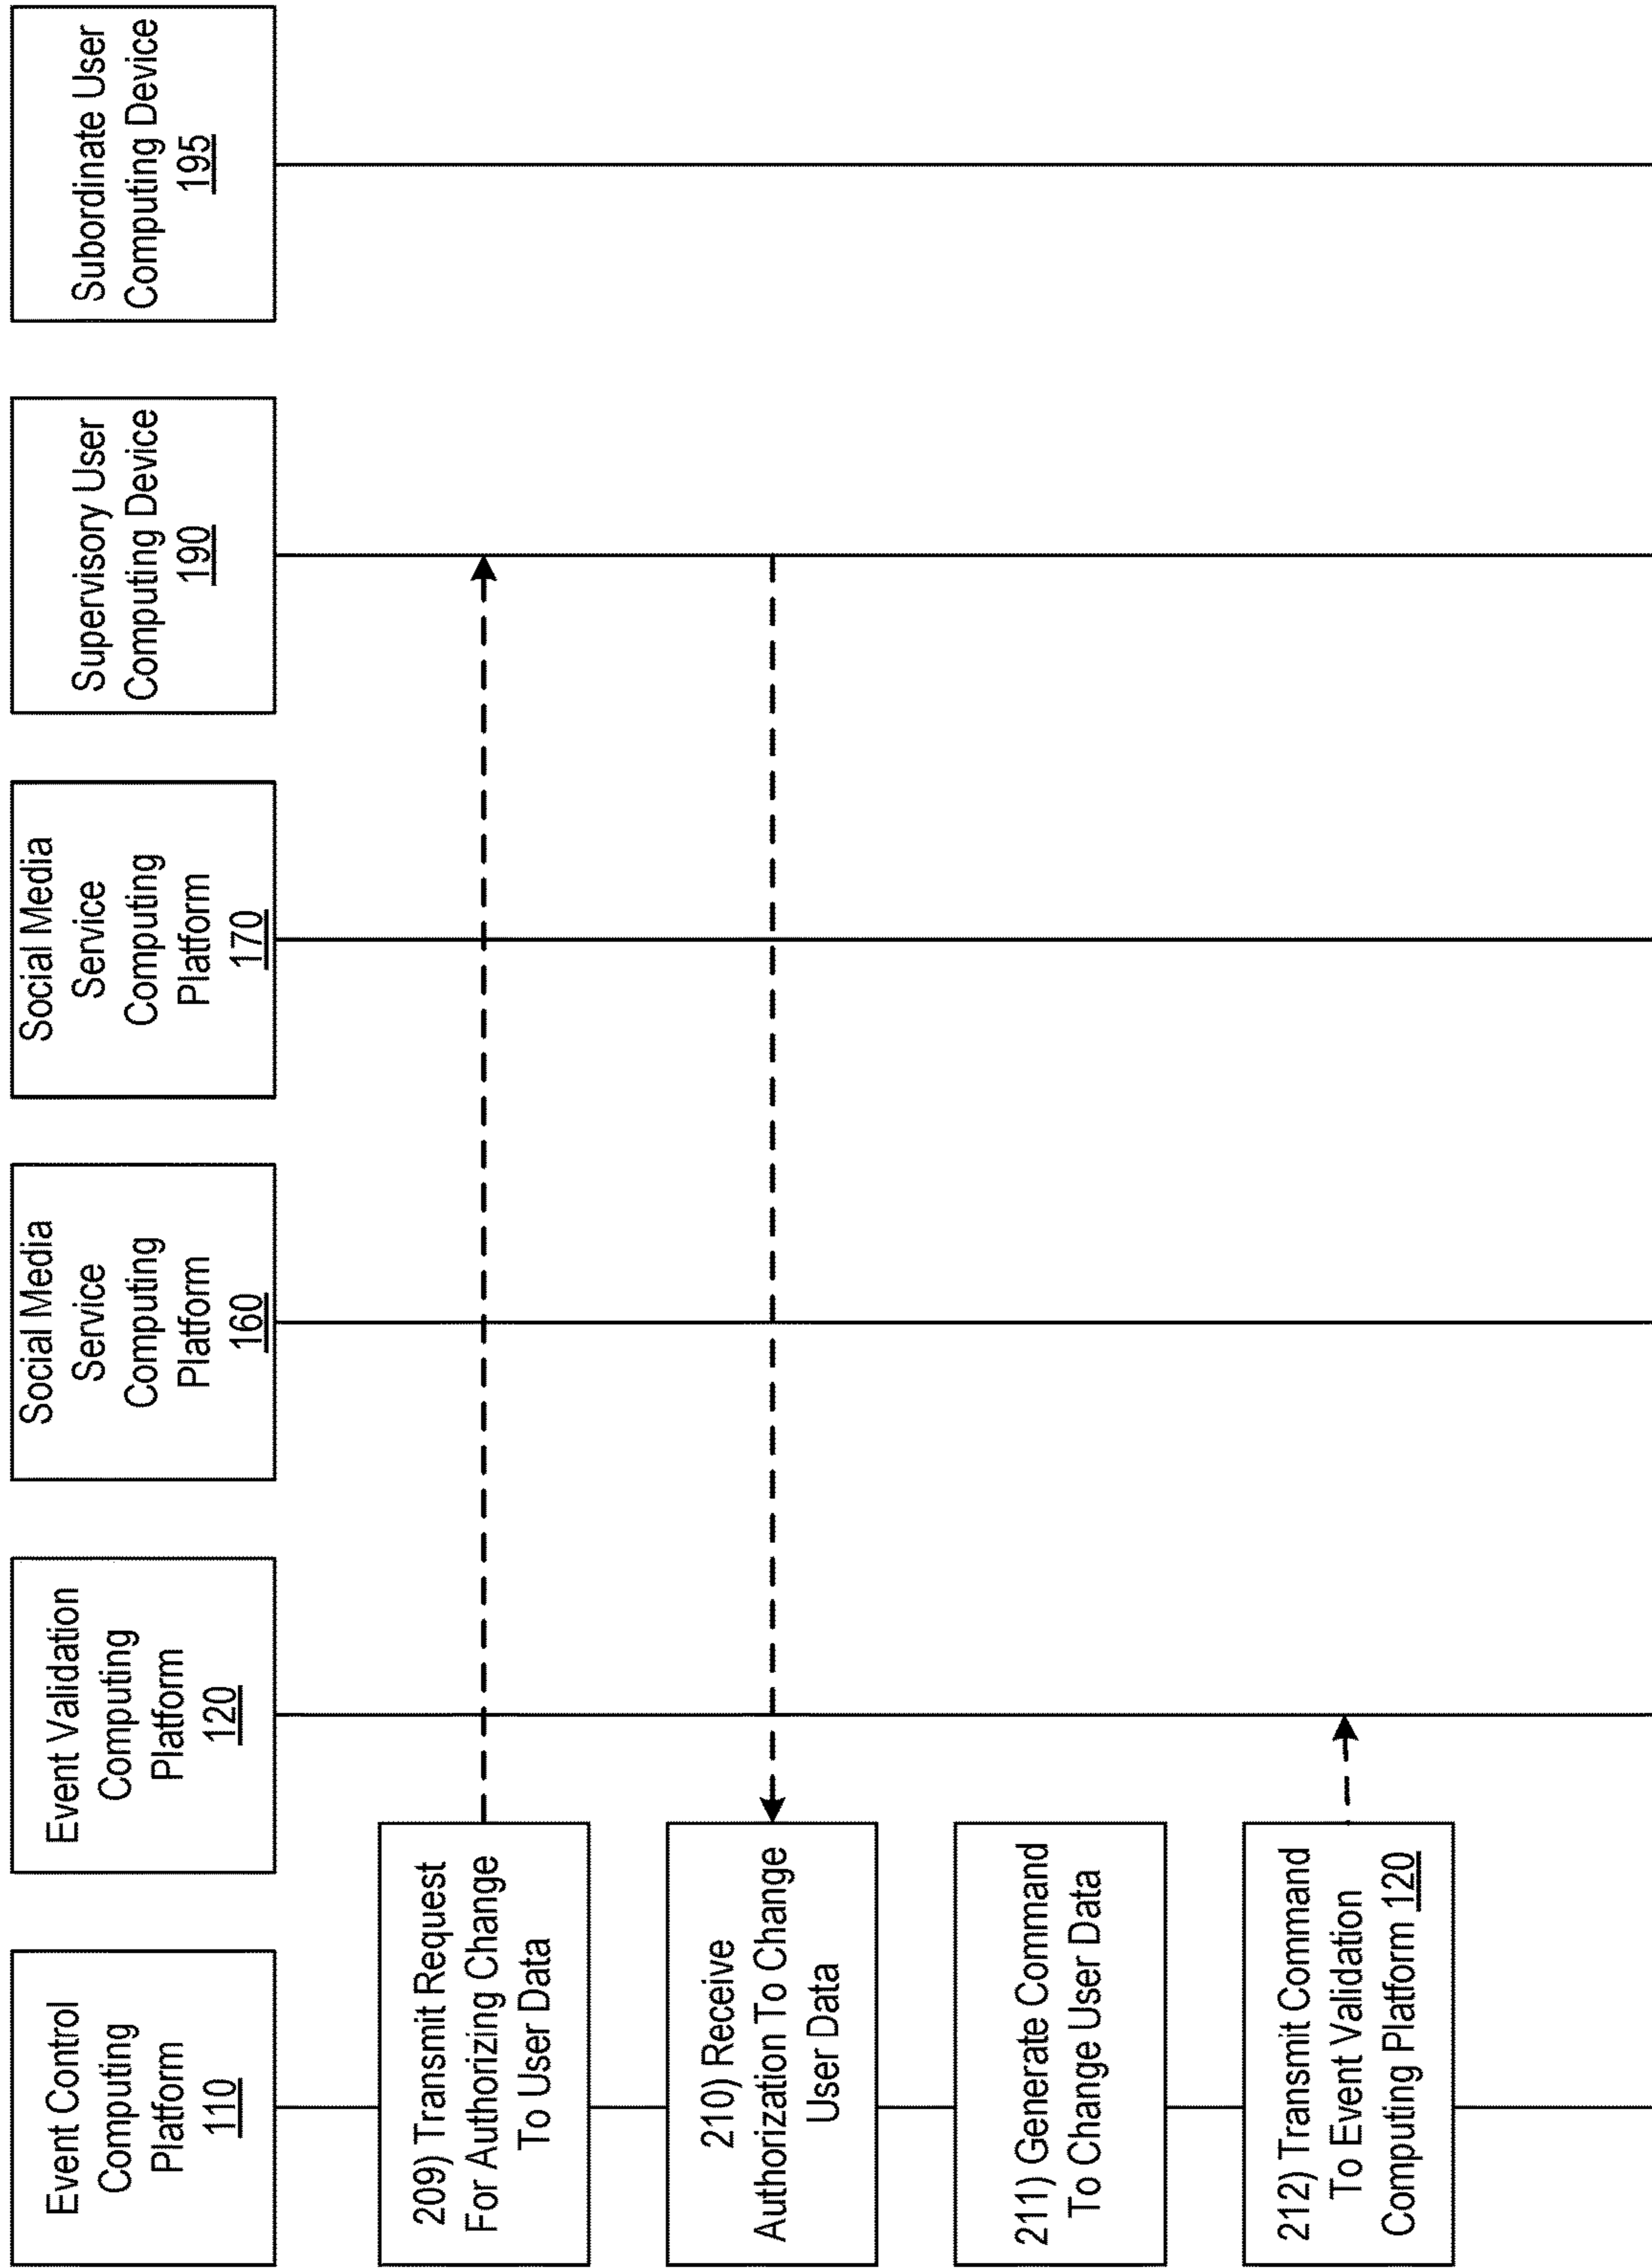 Event Control
Computing
Platform
110
Event Validation
Computing
Platform
120
Social Media
Service
Computing
Platform
160
Social Media
Service
Computing
Platform
170
Supervisory User
Computing Device
190
Subordinate User
Computing Device
195
209) Transmit Request
For Authorizing Change
To User Data
210) Receive
Authorization To Change
User Data
211) Generate Command
To Change User Data
212) Transmit Command
To Event Validation
Computing Platform 120